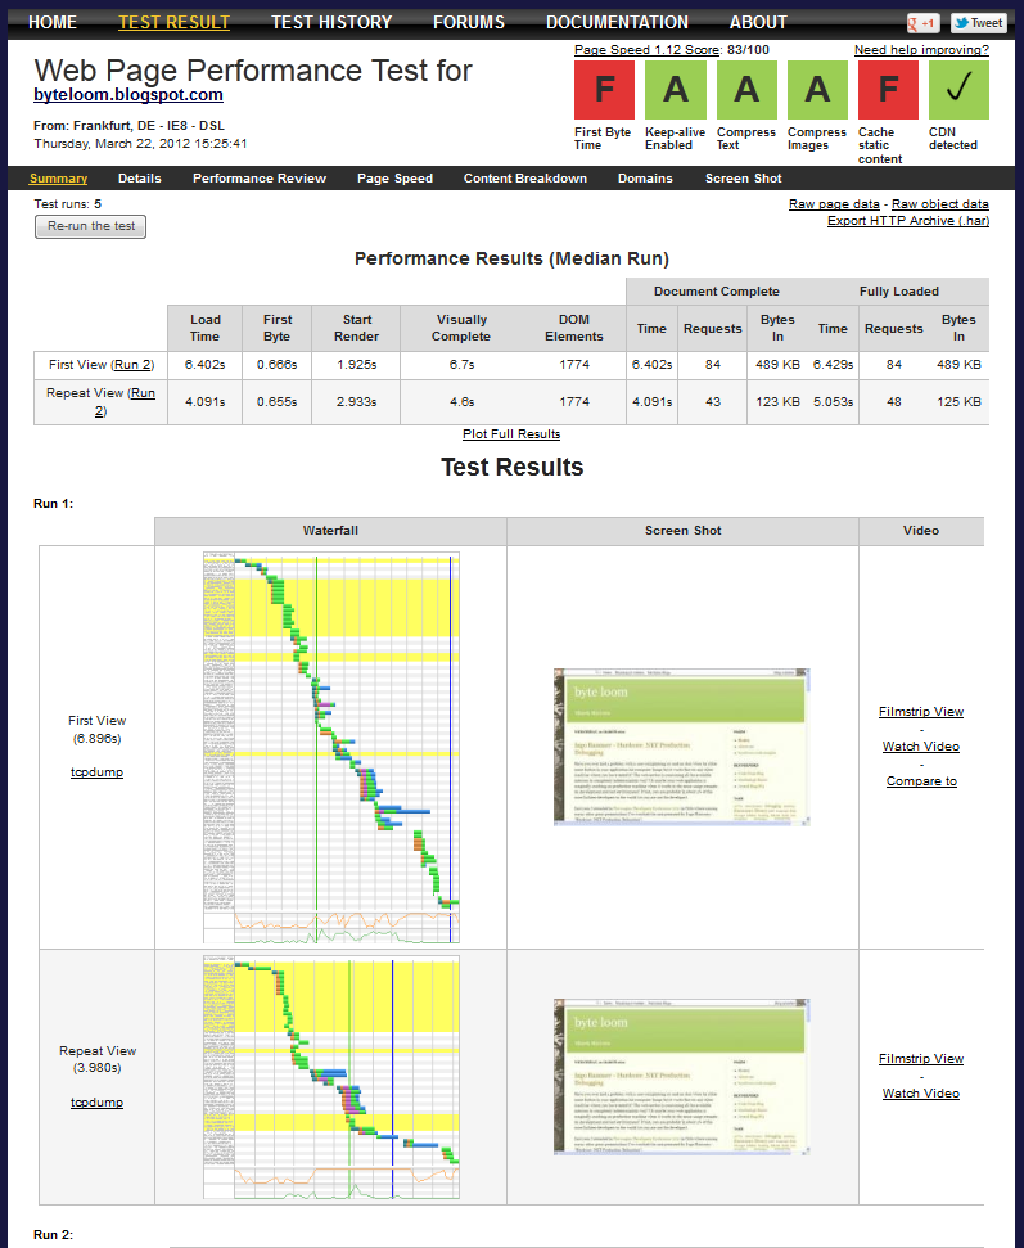 HOME TEST RESULT TEST HISTORY FORUMS DOCUMENTATION ABOUT
+1 Tweet
Page Speed 1.12 Score: 83/100 Need help improving?
Web Page Performance Test for
byteloom.blogspot.com
From: Frankfurt, DE - IE8 - DSL
Thursday, March 22, 2012 15:25:41
F A A A F ✓
First Byte Time
Keep-alive Enabled
Compress Text
Compress Images
Cache static content
CDN detected
Summary Details Performance Review Page Speed Content Breakdown Domains Screen Shot
Test runs: 5
Re-run the test
Raw page data - Raw object data
Export HTTP Archive (.har)
Performance Results (Median Run)
Document Complete Fully Loaded
Load Time First Byte Start Render Visually Complete DOM Elements Time Requests Bytes In Time Requests Bytes In
First View (Run 2) 6.402s 0.666s 1.925s 6.7s 1774 6.402s 84 489 KB 6.429s 84 489 KB
Repeat View (Run 2) 4.091s 0.655s 2.933s 4.6s 1774 4.091s 43 123 KB 5.053s 48 125 KB
Plot Full Results
Test Results
Run 1:
Waterfall Screen Shot Video
First View
(6.896s)
tcpdump
byte loom
Filmstrip View
-
Watch Video
-
Compare to
Repeat View
(3.980s)
tcpdump
byte loom
Filmstrip View
-
Watch Video
Run 2: